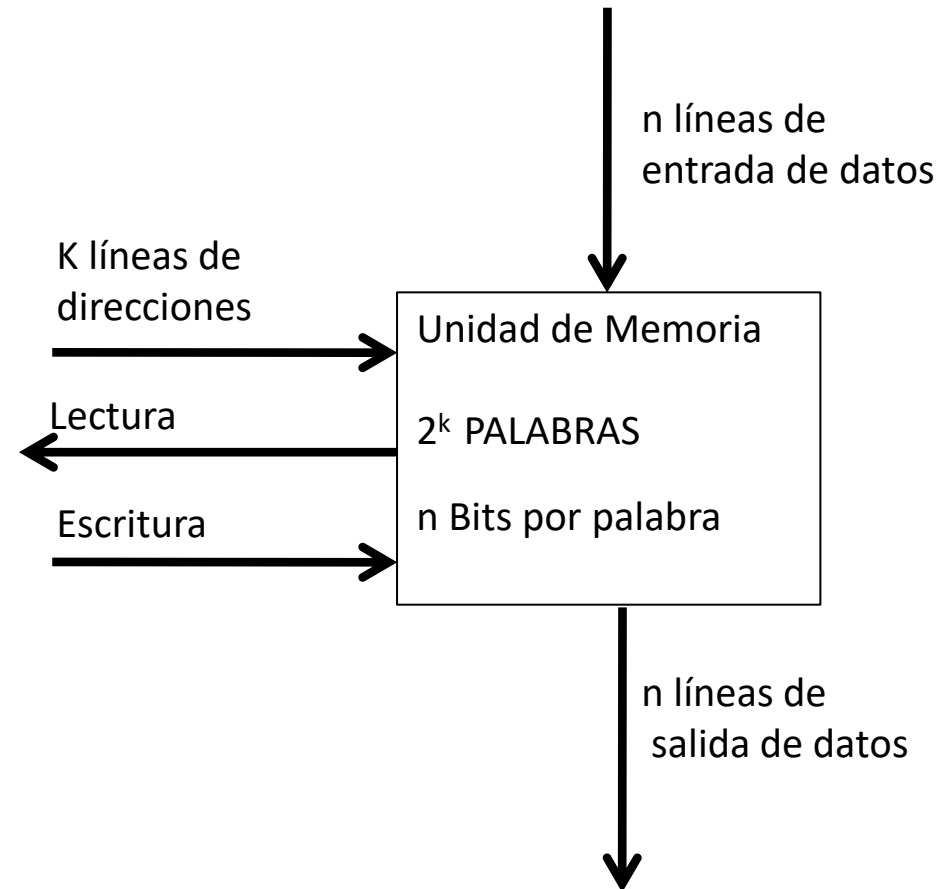 n líneas de
entrada de datos
K líneas de
direcciones
Unidad de Memoria
Lectura
2ᵏ PALABRAS
Escritura
n Bits por palabra
n líneas de
salida de datos